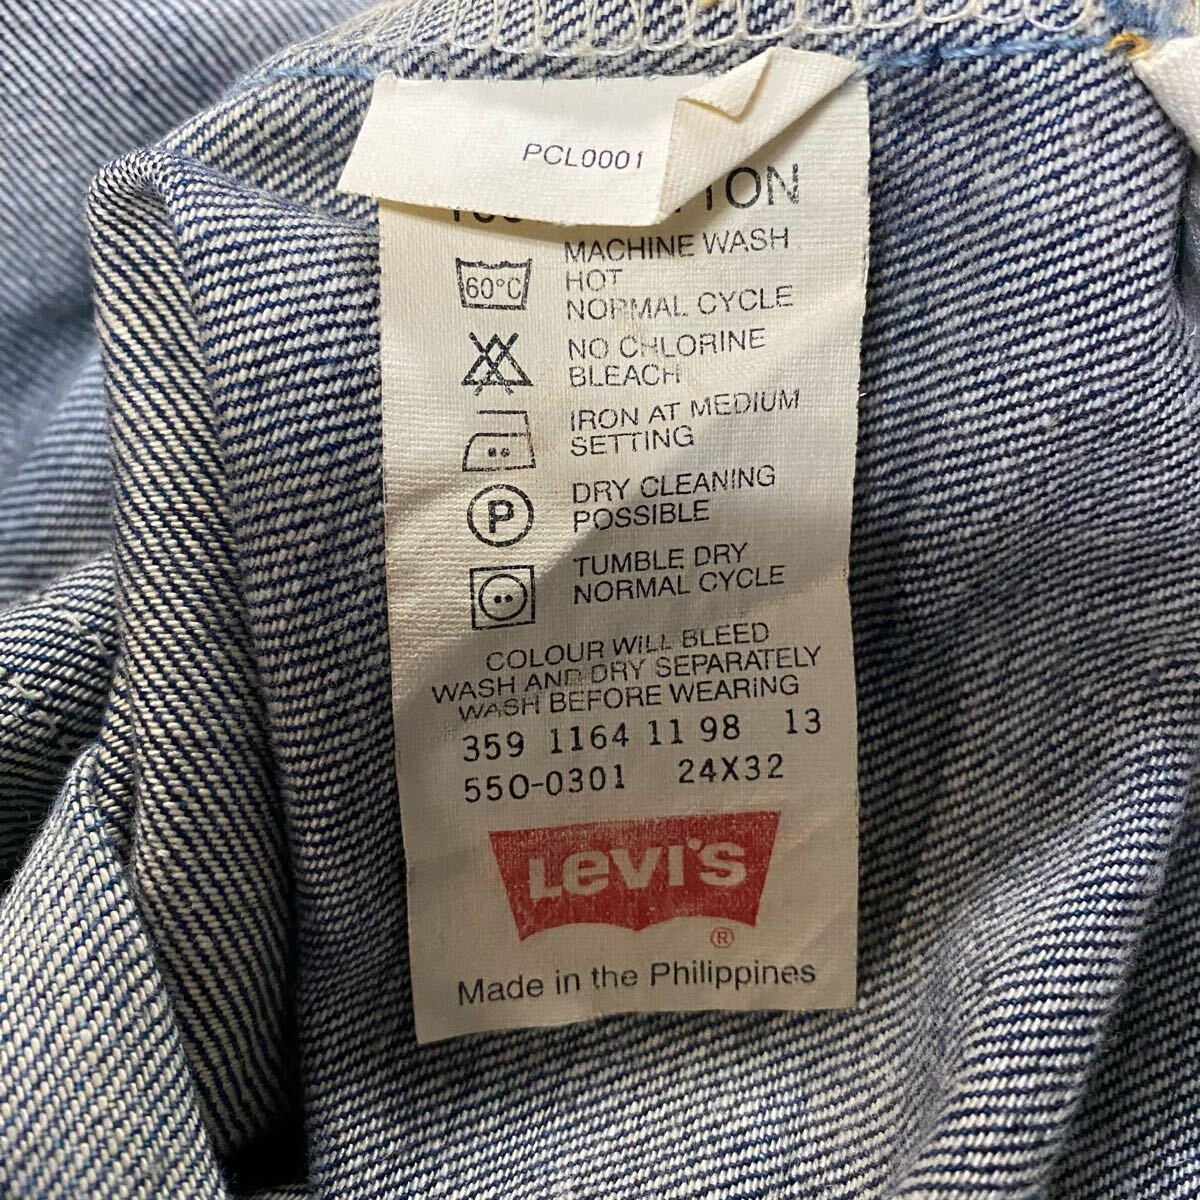 PCL0001
MACHINE WASH
HOT
NORMAL CYCLE
60°C
NO CHLORINE
BLEACH
IRON AT MEDIUM
SETTING
P
DRY CLEANING
POSSIBLE
TUMBLE DRY
NORMAL CYCLE
COLOUR WILL BLEED
WASH AND DRY SEPARATELY
WASH BEFORE WEARING
359 1164 11 98 13
550-0301 24X32
LEVI'S
®
Made in the Philippines